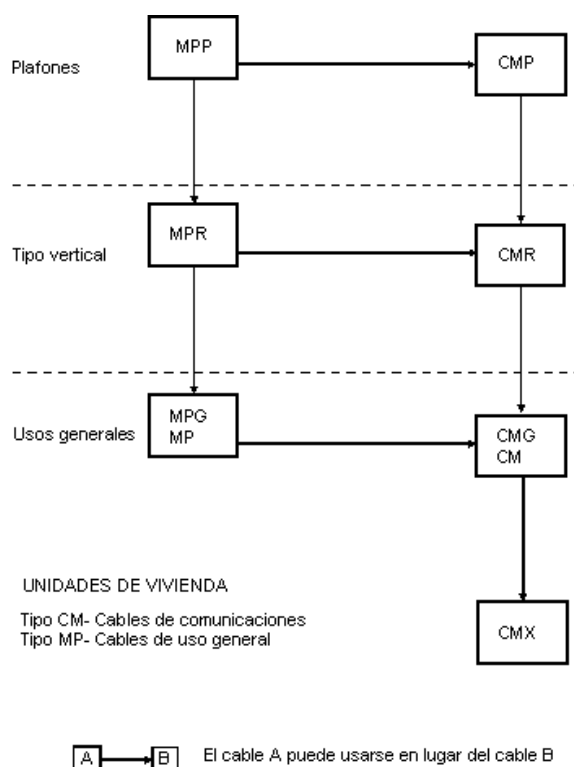 MPP
Plafones
CMP
MPR
Tipo vertical
CMR
MPG
MP
Usos generales
CMG
CM
UNIDADES DE VIVIENDA
Tipo CM- Cables de comunicaciones
Tipo MP- Cables de uso general
CMX
A B El cable A puede usarse en lugar del cable B